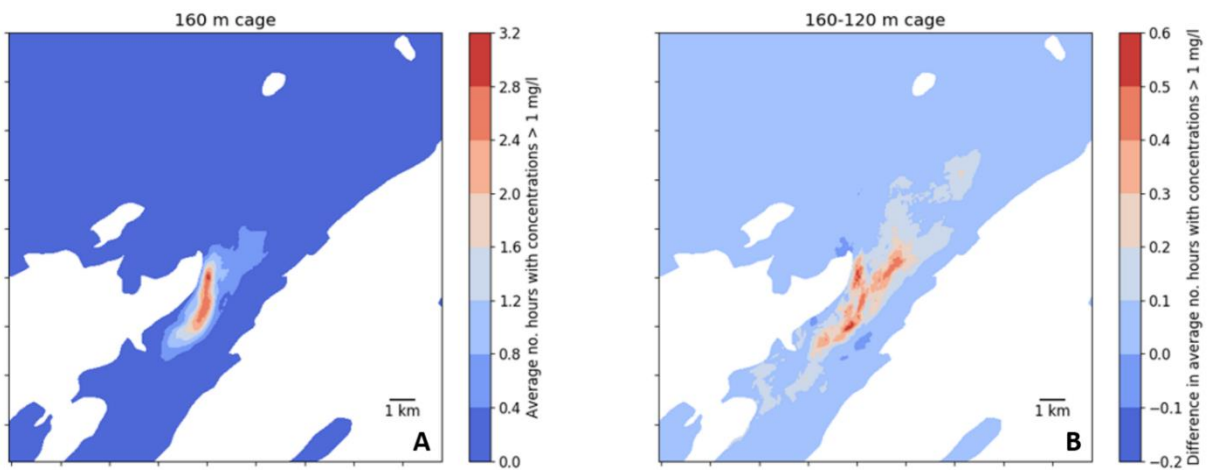 160 m cage
3.2
2.8
2.4
2.0
1.6
1.2
0.8
0.4
0.0
Average no. hours with concentrations > 1 mg/l
1 km
A
160-120 m cage
0.6
0.5
0.4
0.3
0.2
0.1
0.0
−0.1
−0.2
Difference in average no. hours with concentrations > 1 mg/l
1 km
B